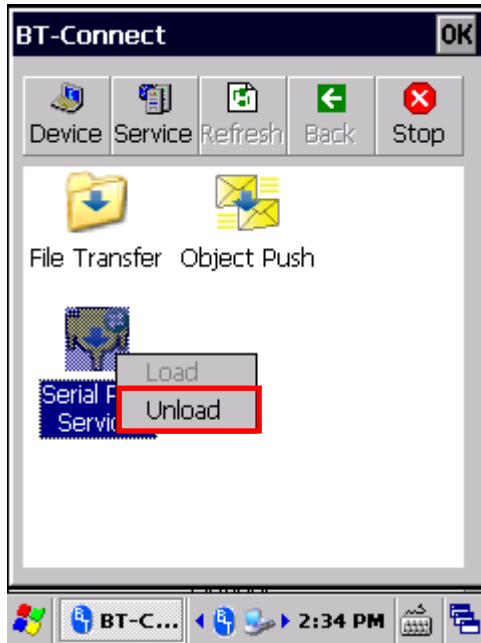 BT-Connect OK
Device Service Refresh Back Stop
File Transfer Object Push
Load
Serial
Unload
BT-C... 2:34 PM